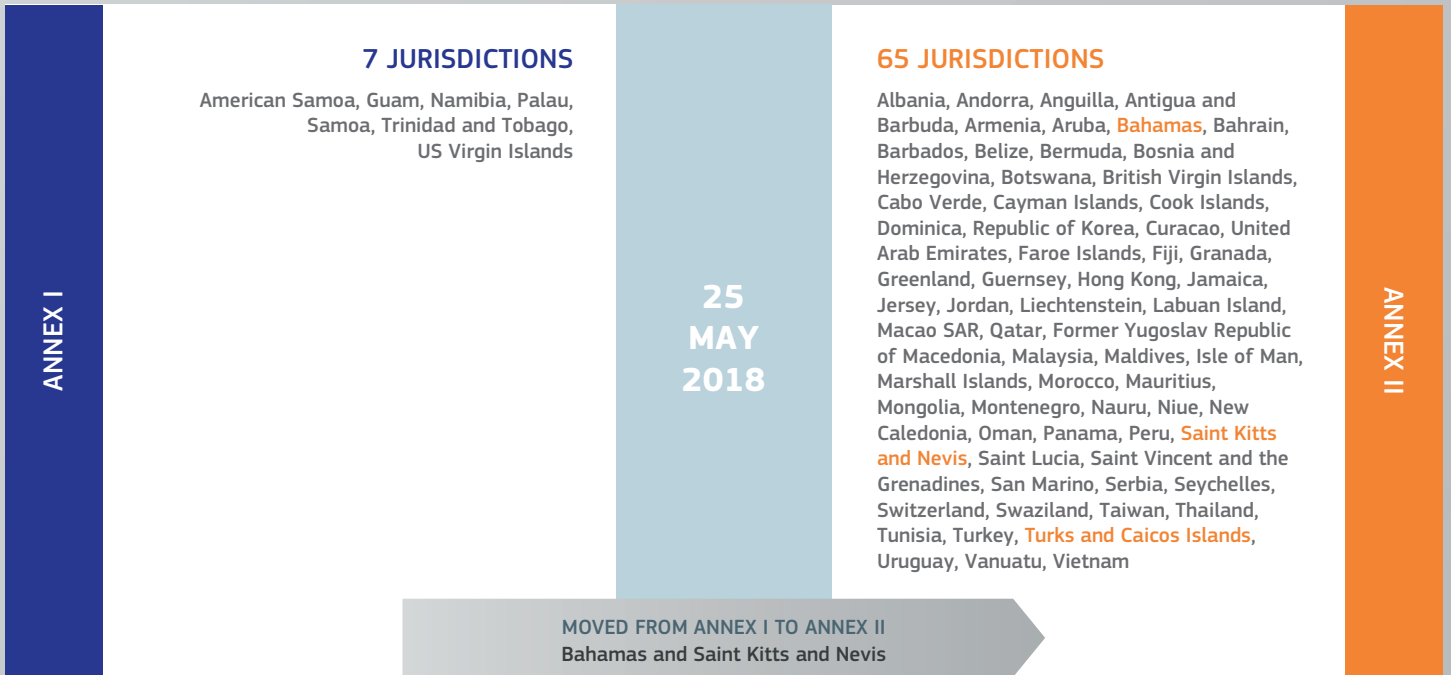 ANNEX I
7 JURISDICTIONS
American Samoa, Guam, Namibia, Palau,
Samoa, Trinidad and Tobago,
US Virgin Islands
25
MAY
2018
65 JURISDICTIONS
Albania, Andorra, Anguilla, Antigua and
Barbuda, Armenia, Aruba, Bahamas, Bahrain,
Barbados, Belize, Bermuda, Bosnia and
Herzegovina, Botswana, British Virgin Islands,
Cabo Verde, Cayman Islands, Cook Islands,
Dominica, Republic of Korea, Curacao, United
Arab Emirates, Faroe Islands, Fiji, Granada,
Greenland, Guernsey, Hong Kong, Jamaica,
Jersey, Jordan, Liechtenstein, Labuan Island,
Macao SAR, Qatar, Former Yugoslav Republic
of Macedonia, Malaysia, Maldives, Isle of Man,
Marshall Islands, Morocco, Mauritius,
Mongolia, Montenegro, Nauru, Niue, New
Caledonia, Oman, Panama, Peru, Saint Kitts
and Nevis, Saint Lucia, Saint Vincent and the
Grenadines, San Marino, Serbia, Seychelles,
Switzerland, Swaziland, Taiwan, Thailand,
Tunisia, Turkey, Turks and Caicos Islands,
Uruguay, Vanuatu, Vietnam
ANNEX II
MOVED FROM ANNEX I TO ANNEX II
Bahamas and Saint Kitts and Nevis